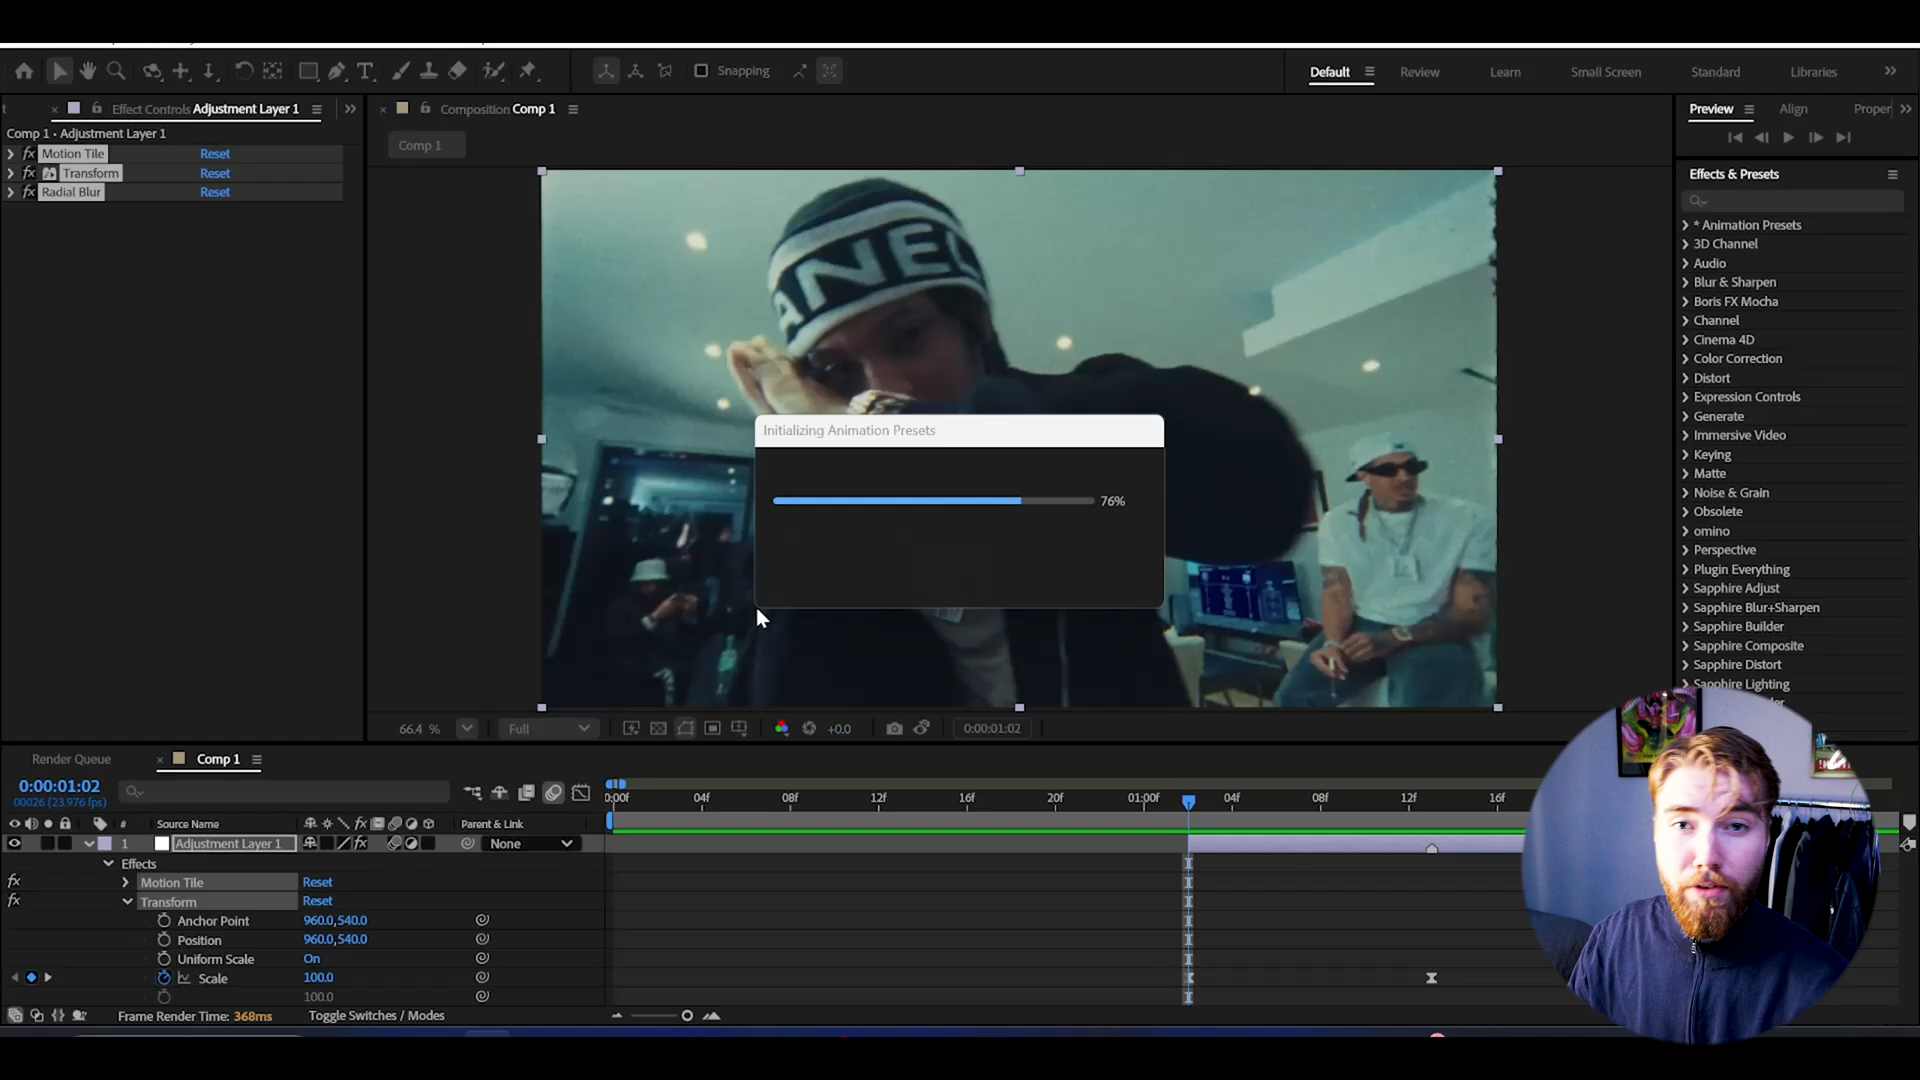 Snapping
Default
Review
Learn
Small Screen
Standard
Libraries
Effect Controls Adjustment Layer 1
Comp 1 • Adjustment Layer 1
Motion Tile Reset
Transform Reset
Radial Blur Reset
Composition Comp 1
Comp 1
ANEL
Initializing Animation Presets
76%
66.4 %
Full
+0.0
0:00:01:02
Preview
Align
Proper
Effects & Presets
* Animation Presets
3D Channel
Audio
Blur & Sharpen
Boris FX Mocha
Channel
Cinema 4D
Color Correction
Distort
Expression Controls
Generate
Immersive Video
Keying
Matte
Noise & Grain
Obsolete
omino
Perspective
Plugin Everything
Sapphire Adjust
Sapphire Blur+Sharpen
Sapphire Builder
Sapphire Composite
Sapphire Distort
Sapphire Lighting
Render Queue
Comp 1
0:00:01:02
00026 (23.976 fps)
0:00f 04f 08f 12f 16f 20f 01:00f 04f 08f 12f 16f
# Source Name
Parent & Link
1 Adjustment Layer 1 None
Effects
Motion Tile Reset
Transform Reset
Anchor Point 960.0,540.0
Position 960.0,540.0
Uniform Scale On
Scale 100.0
100.0
Frame Render Time: 368ms
Toggle Switches / Modes